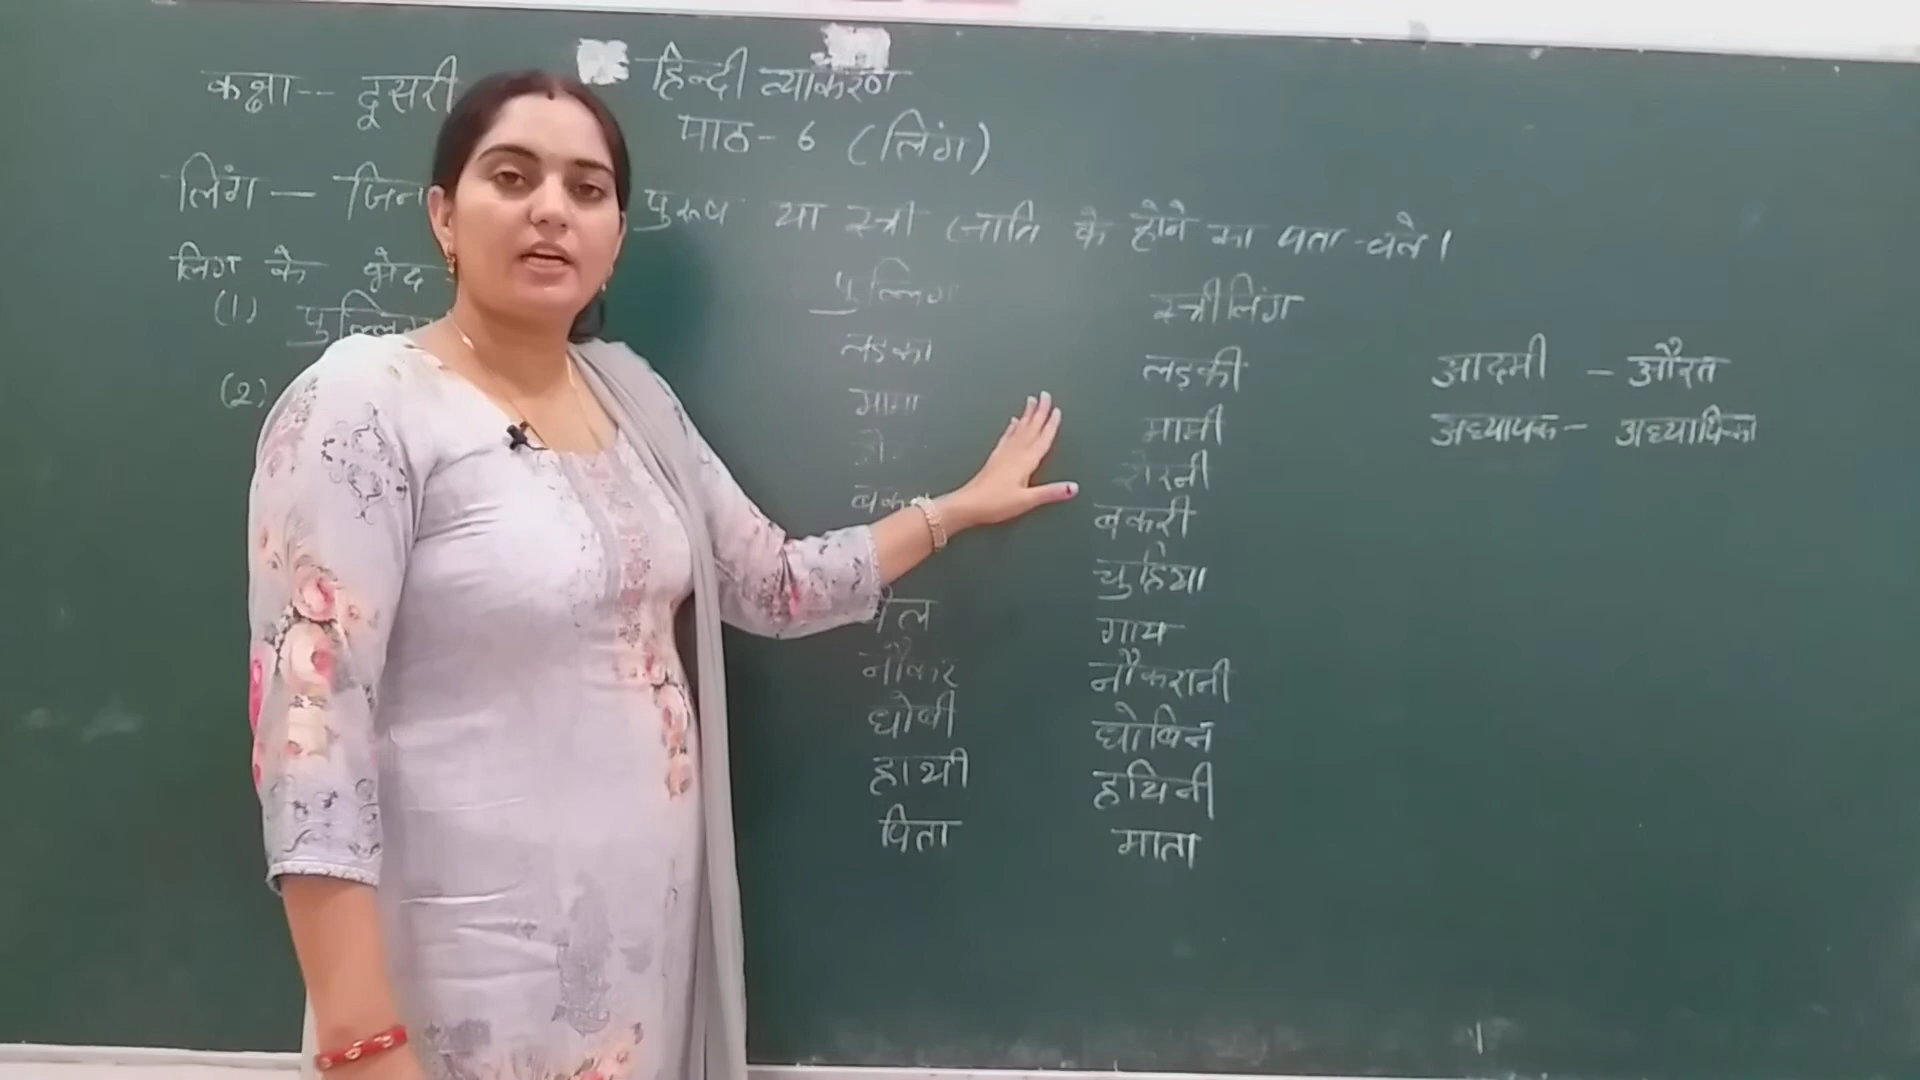 कक्षा-- दूसरी हिन्दी व्याकरण
पाठ-6 (लिंग)
लिंग — जिन पुरूष या स्त्री जाति के होने का पता चले।
लिंग के भेद
(1) पुल्लिंग
(2)
पुल्लिंग स्त्रीलिंग
लड़का लड़की
मामा मामी
शेरनी
बकरी
चुहिया
बैल गाय
नौकर नौकरानी
धोबी धोबिन
हाथी हथिनी
पिता माता
आदमी — औरत
अध्यापक — अध्यापिका